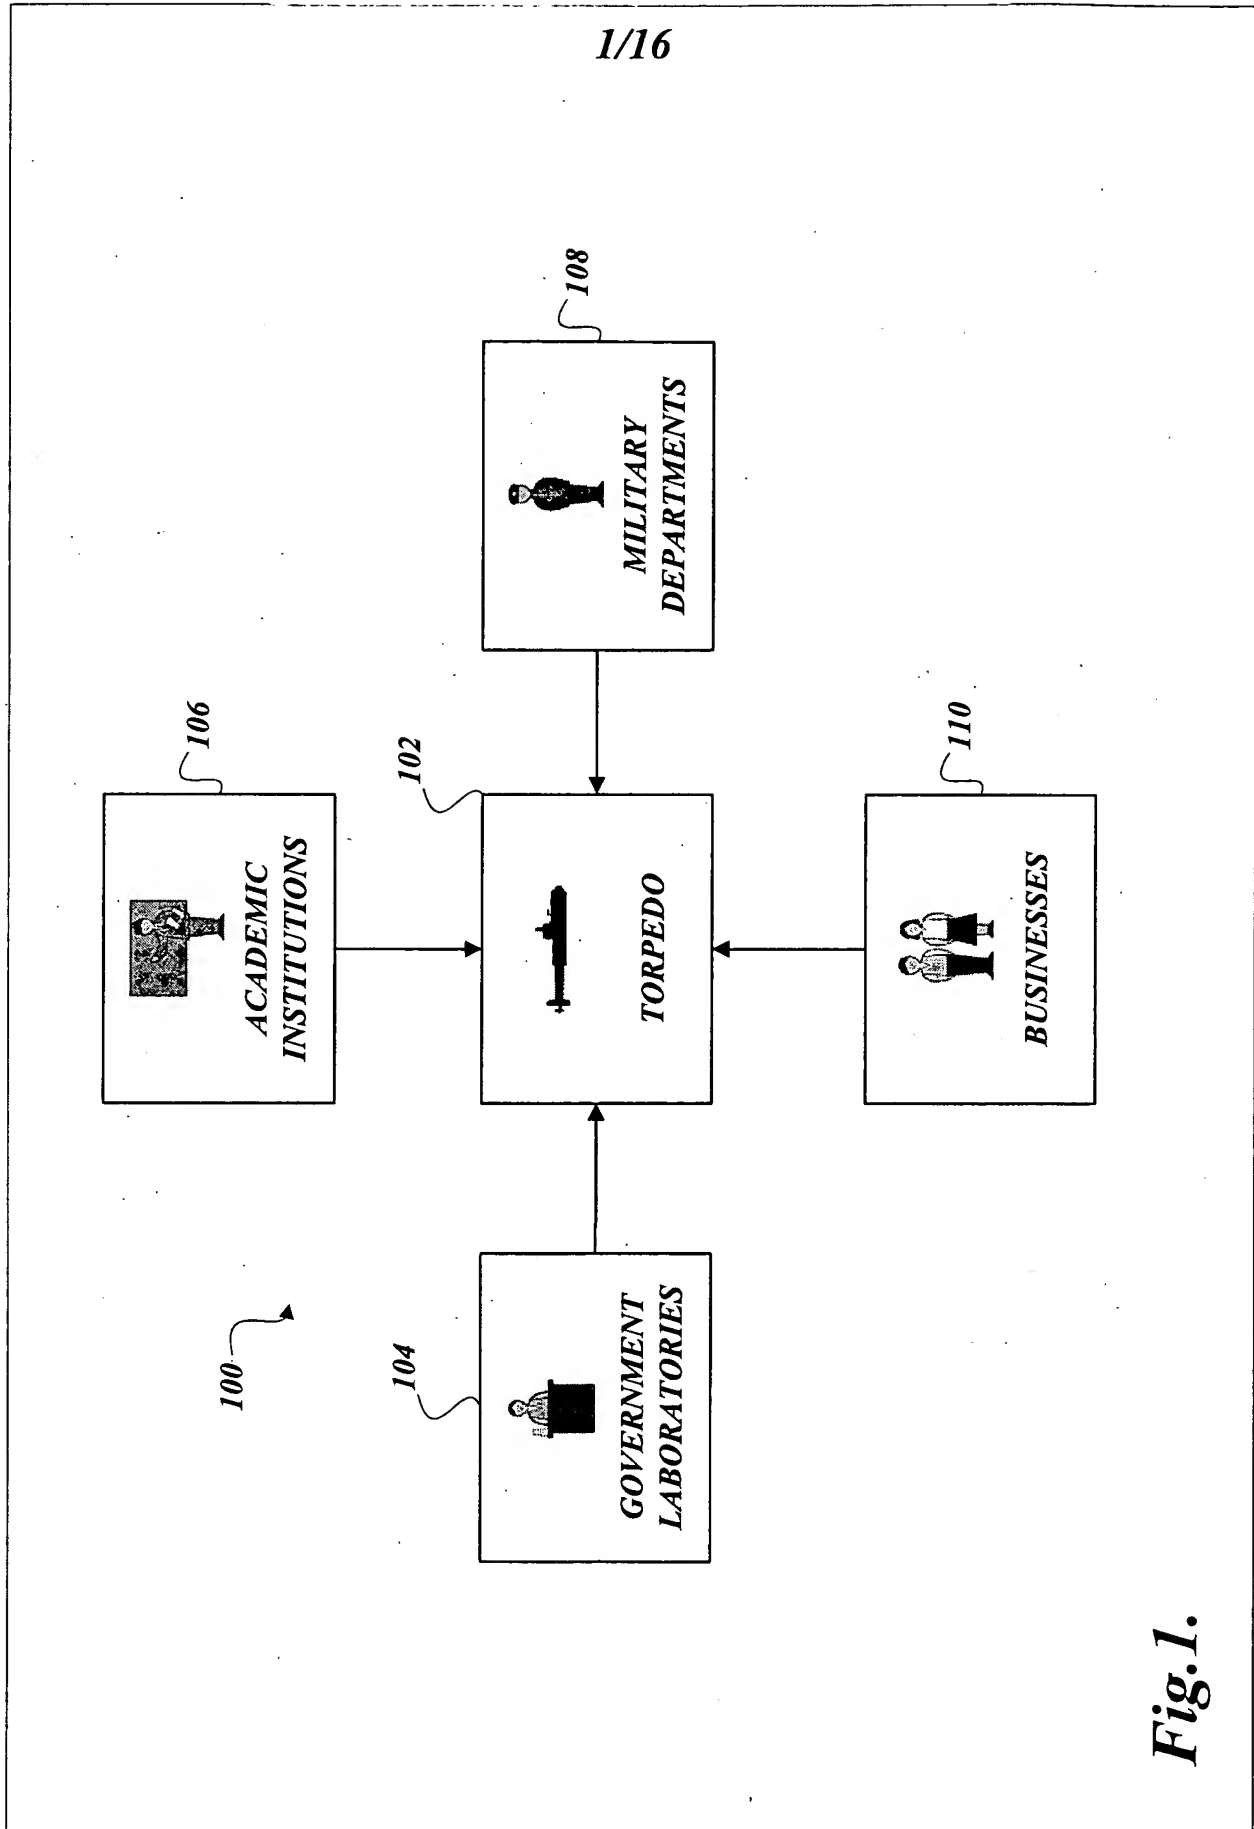 1/16
100
106
ACADEMIC
INSTITUTIONS
104
GOVERNMENT
LABORATORIES
102
TORPEDO
108
MILITARY
DEPARTMENTS
110
BUSINESSES
Fig.1.